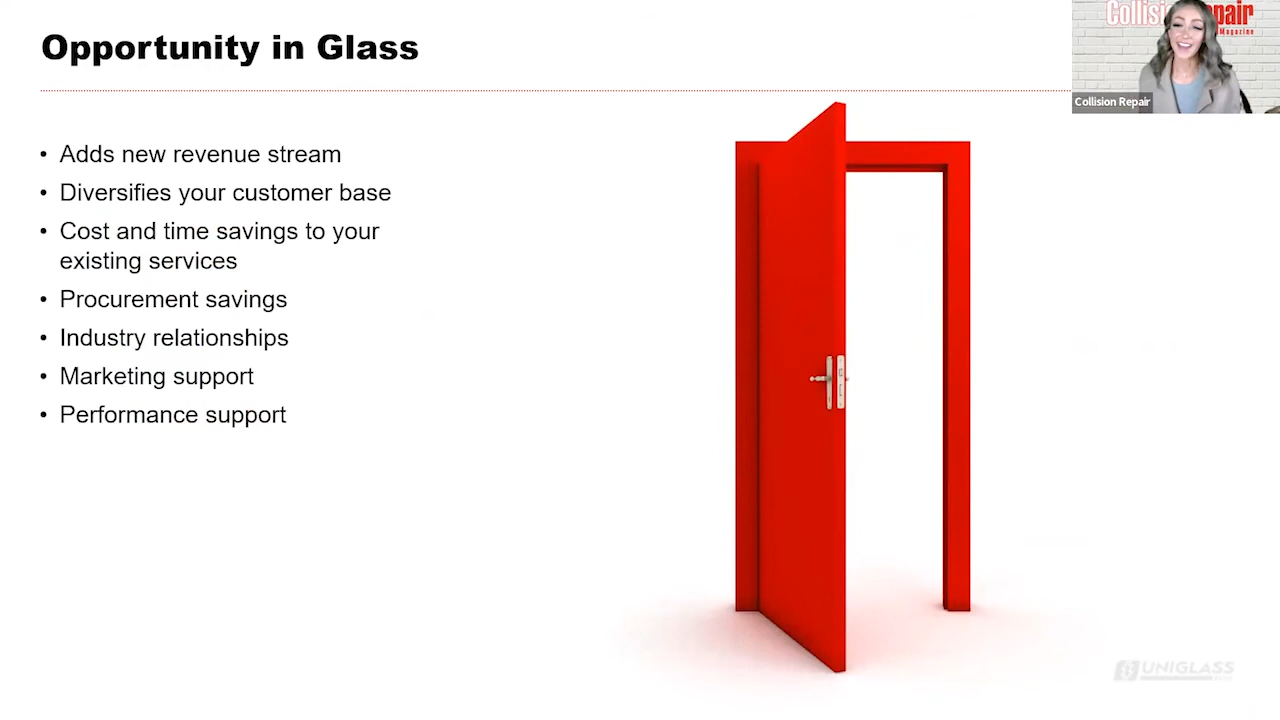 Opportunity in Glass
• Adds new revenue stream
• Diversifies your customer base
• Cost and time savings to your
existing services
• Procurement savings
• Industry relationships
• Marketing support
• Performance support
Magazine
Collision Repair
UNIGLASS